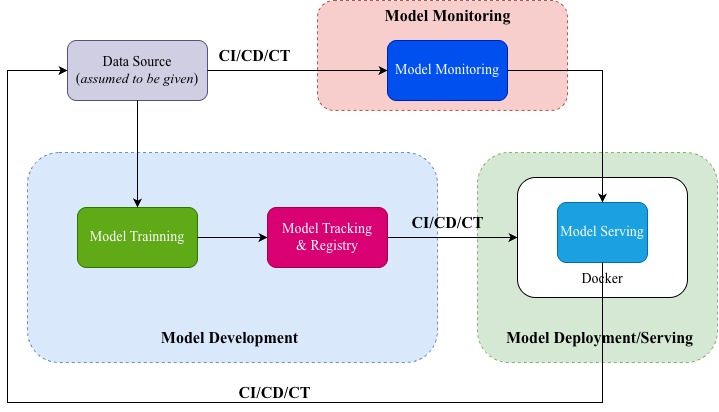 Model Monitoring
Data Source
(assumed to be given)
CI/CD/CT
Model Monitoring
Model Trainning
Model Tracking
& Registry
CI/CD/CT
Model Serving
Docker
Model Development
Model Deployment/Serving
CI/CD/CT